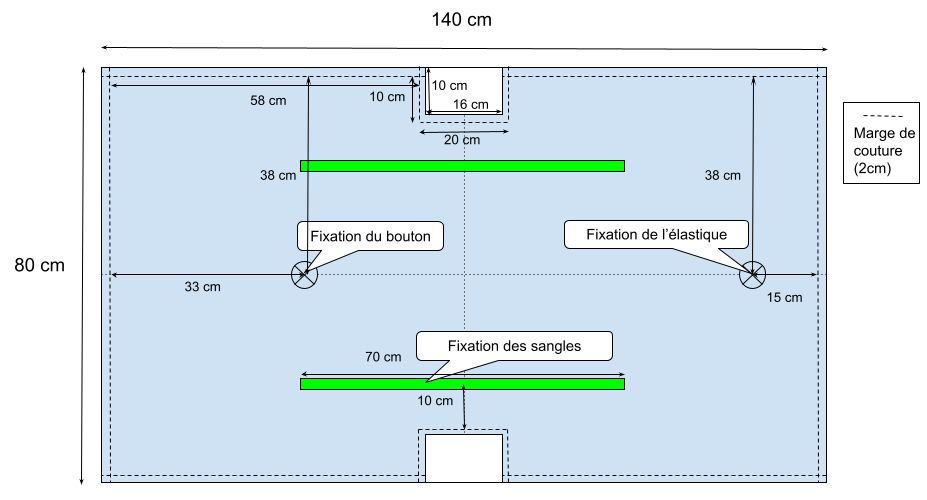 140 cm
10 cm
58 cm
10 cm
16 cm
20 cm
Marge de
couture
(2cm)
38 cm
38 cm
Fixation du bouton
Fixation de l'élastique
80 cm
33 cm
15 cm
Fixation des sangles
70 cm
10 cm